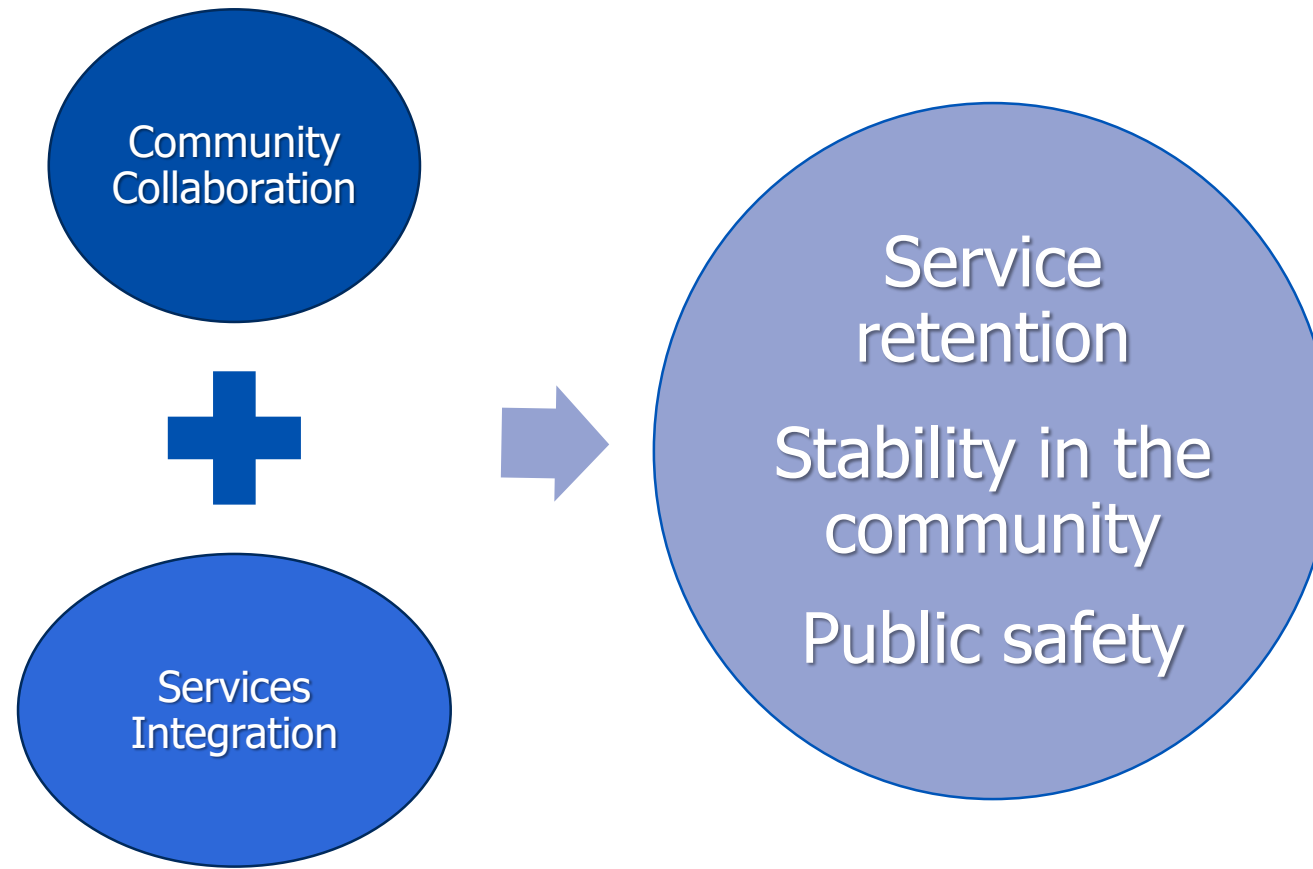 Community
Collaboration
Services
Integration
Service
retention
Stability in the
community
Public safety